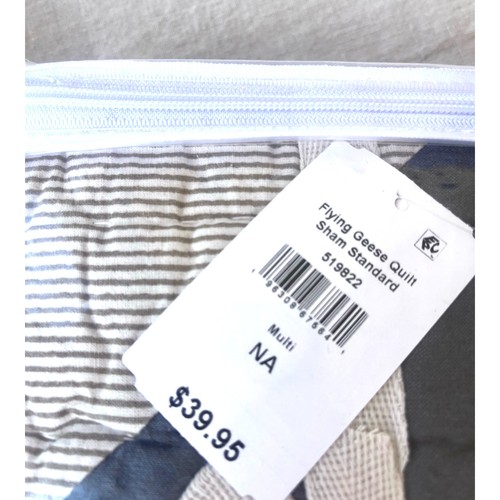 Flying Geese Quilt
Sham Standard
519822
Multi
NA
$39.95